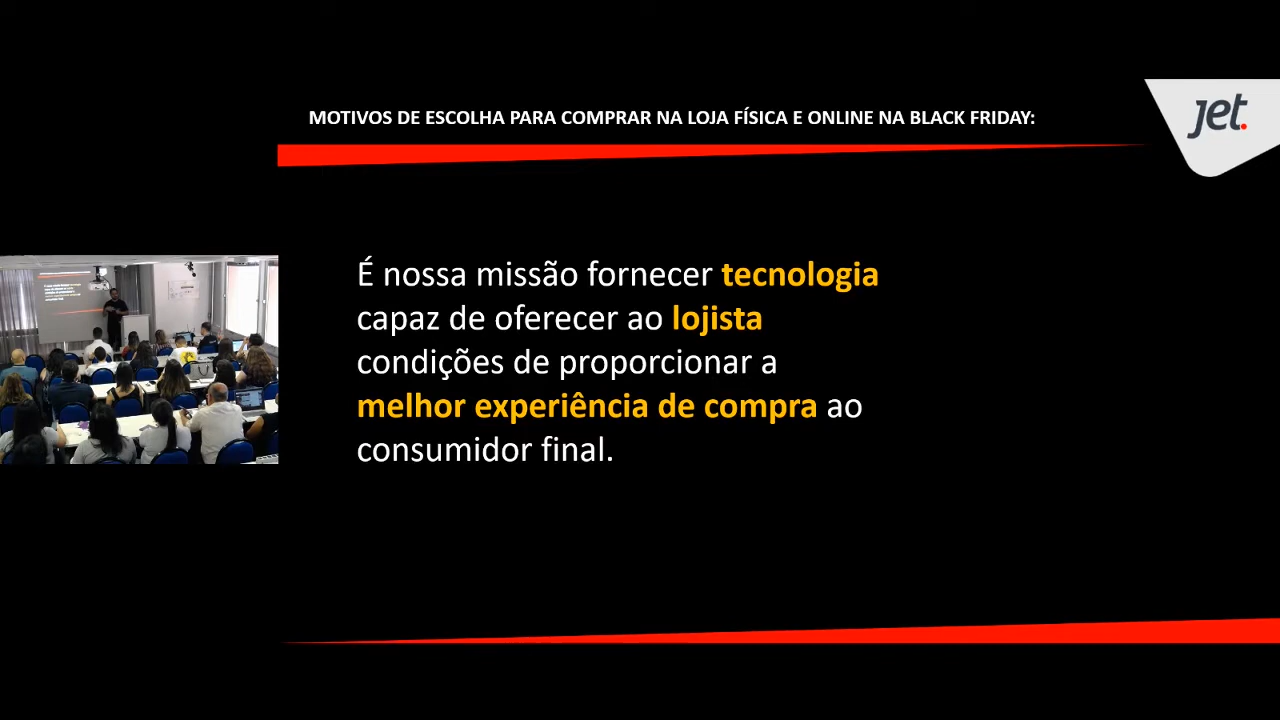 MOTIVOS DE ESCOLHA PARA COMPRAR NA LOJA FÍSICA E ONLINE NA BLACK FRIDAY:
jet.
É nossa missão fornecer tecnologia
capaz de oferecer ao lojista
condições de proporcionar a
melhor experiência de compra ao
consumidor final.